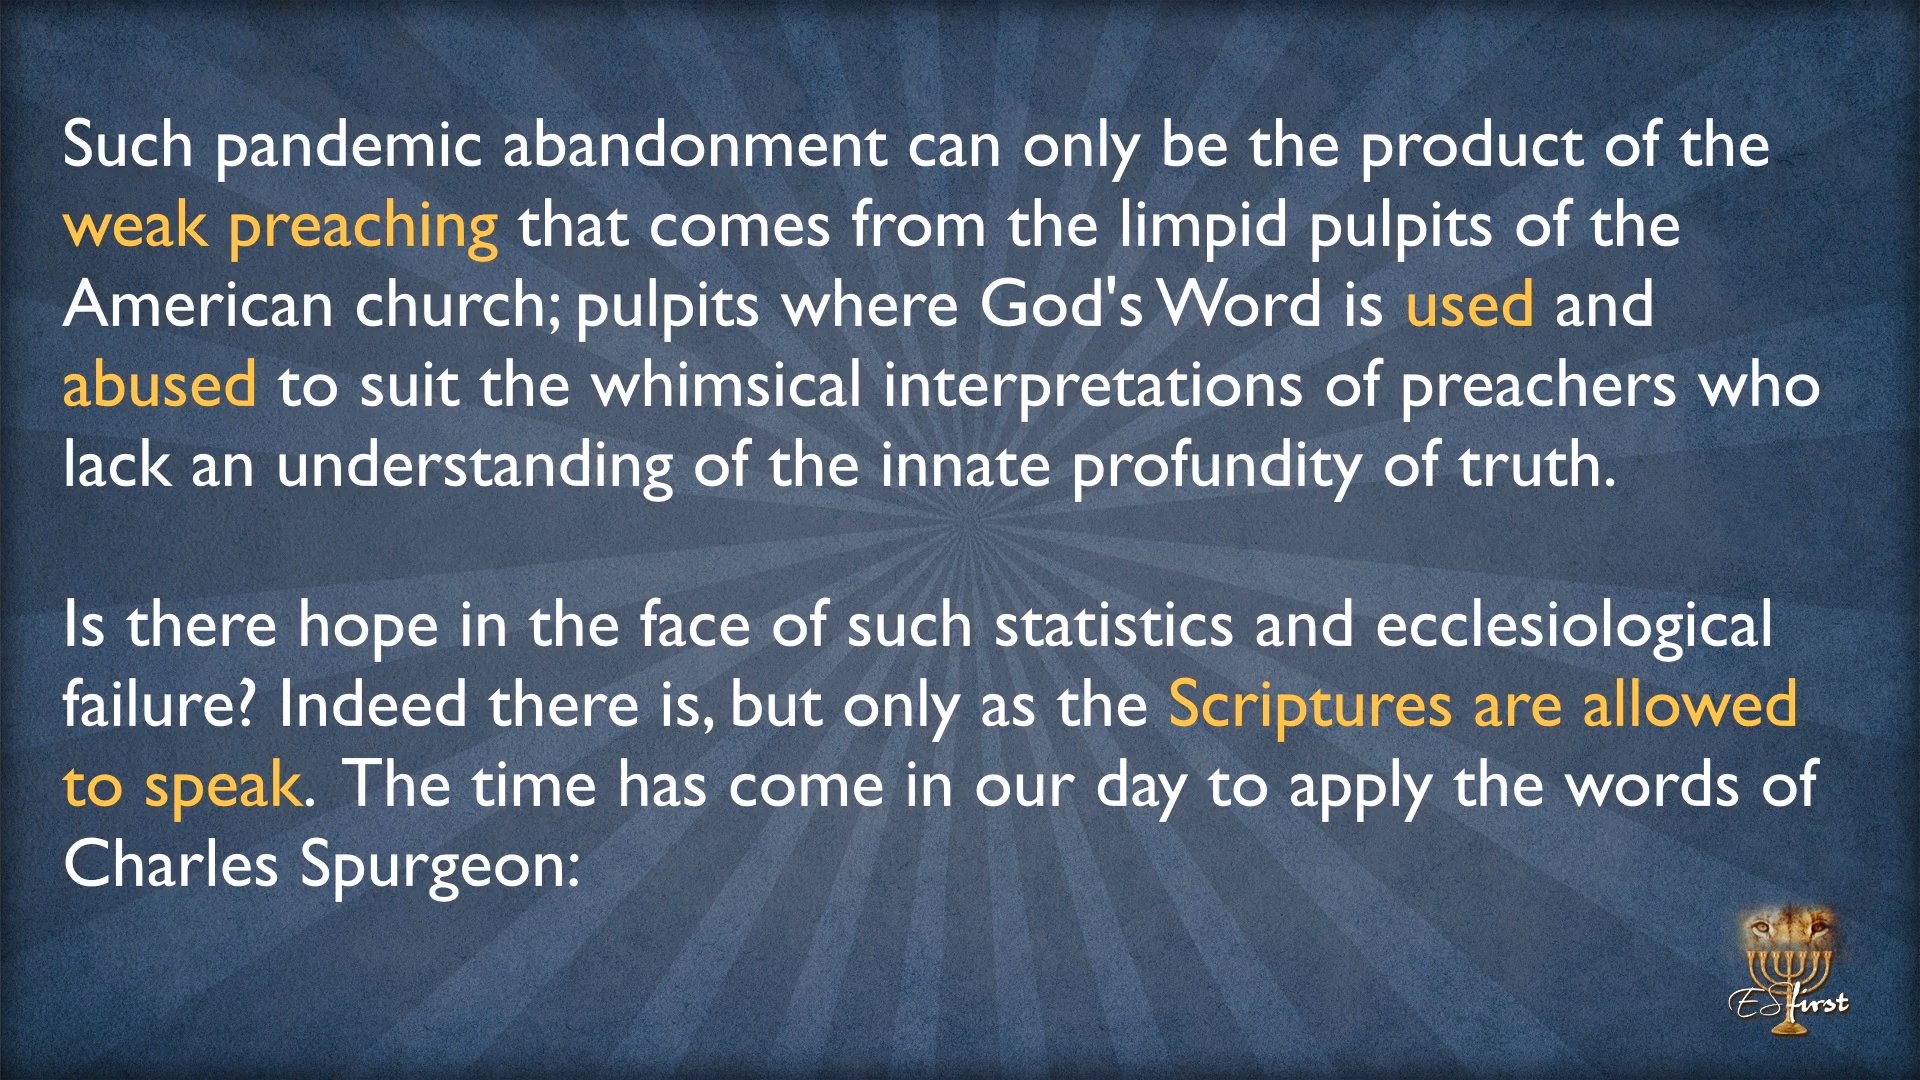 Such pandemic abandonment can only be the product of the
weak preaching that comes from the limpid pulpits of the
American church; pulpits where God's Word is used and
abused to suit the whimsical interpretations of preachers who
lack an understanding of the innate profundity of truth.
Is there hope in the face of such statistics and ecclesiological
failure? Indeed there is, but only as the Scriptures are allowed
to speak.  The time has come in our day to apply the words of
Charles Spurgeon:
ESfirst